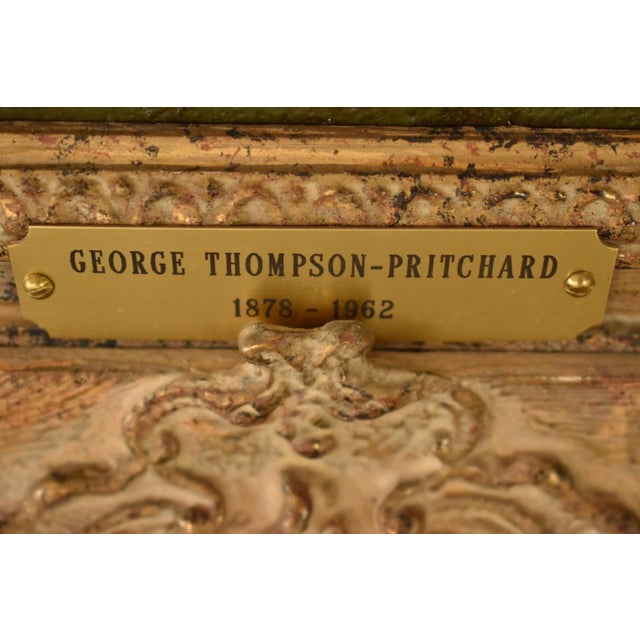 GEORGE THOMPSON-PRITCHARD
1878 - 1962